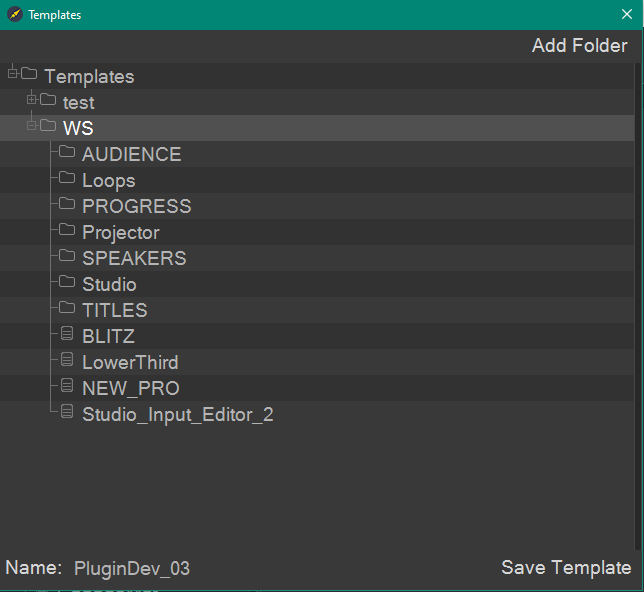 Templates
Add Folder
Templates
test
WS
AUDIENCE
Loops
PROGRESS
Projector
SPEAKERS
Studio
TITLES
BLITZ
LowerThird
NEW_PRO
Studio_Input_Editor_2
Name: PluginDev_03
Save Template